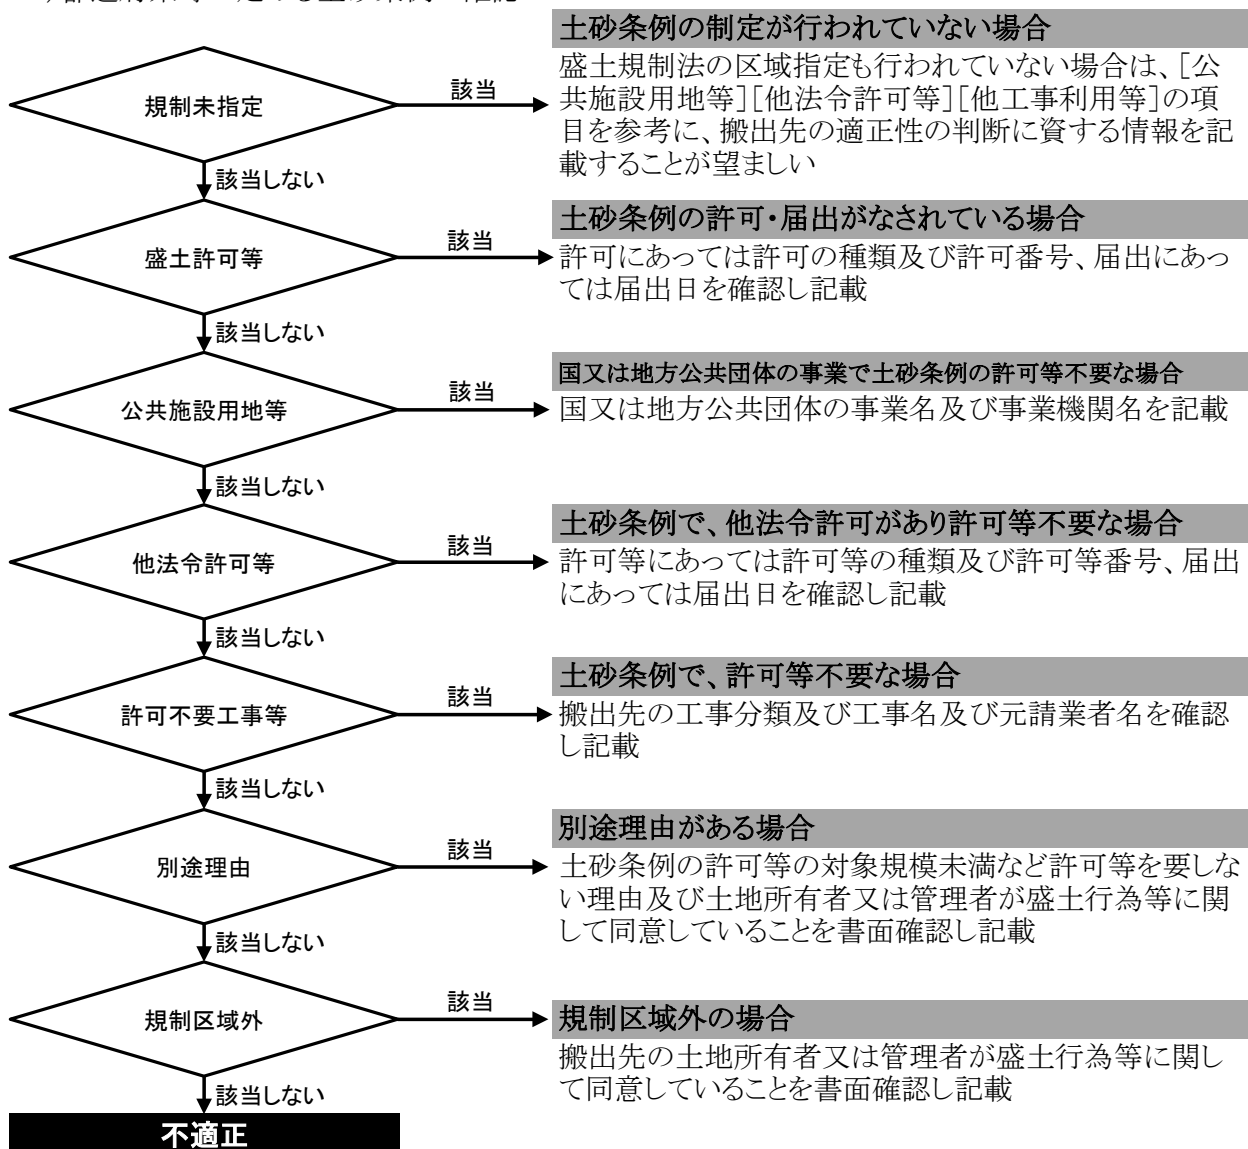 土砂条例の制定が行われていない場合
規制未指定
該当
盛土規制法の区域指定も行われていない場合は、[公
共施設用地等][他法令許可等][他工事利用等]の項
目を参考に、搬出先の適正性の判断に資する情報を記
載することが望ましい
該当しない
土砂条例の許可・届出がなされている場合
盛土許可等
該当
許可にあっては許可の種類及び許可番号、届出にあっ
ては届出日を確認し記載
該当しない
国又は地方公共団体の事業で土砂条例の許可等不要な場合
公共施設用地等
該当
国又は地方公共団体の事業名及び事業機関名を記載
該当しない
土砂条例で、他法令許可があり許可等不要な場合
他法令許可等
該当
許可等にあっては許可等の種類及び許可等番号、届出
にあっては届出日を確認し記載
該当しない
土砂条例で、許可等不要な場合
許可不要工事等
該当
搬出先の工事分類及び工事名及び元請業者名を確認
し記載
該当しない
別途理由がある場合
別途理由
該当
土砂条例の許可等の対象規模未満など許可等を要しな
い理由及び土地所有者又は管理者が盛土行為等に関
して同意していることを書面確認し記載
該当しない
規制区域外の場合
規制区域外
該当
搬出先の土地所有者又は管理者が盛土行為等に関し
て同意していることを書面確認し記載
該当しない
不適正